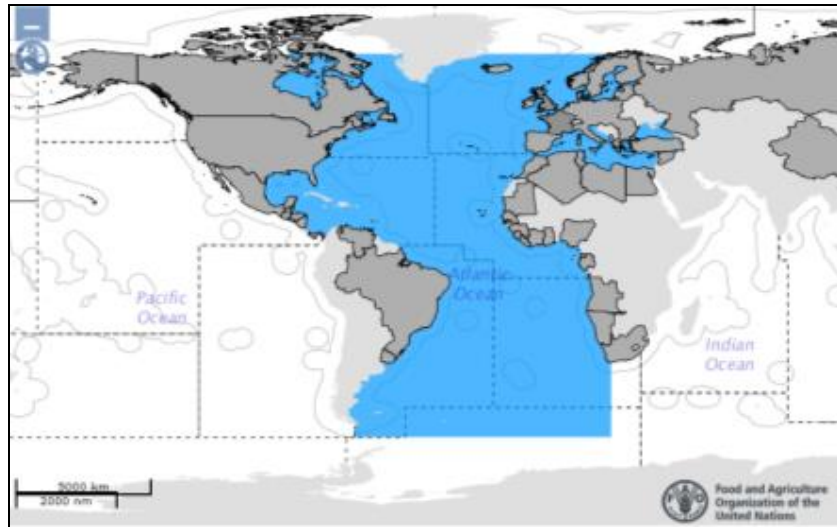 Atlantic
Ocean
Pacific
Ocean
Indian
Ocean
5000 km
2000 nm
Food and Agriculture
Organization of the
United Nations